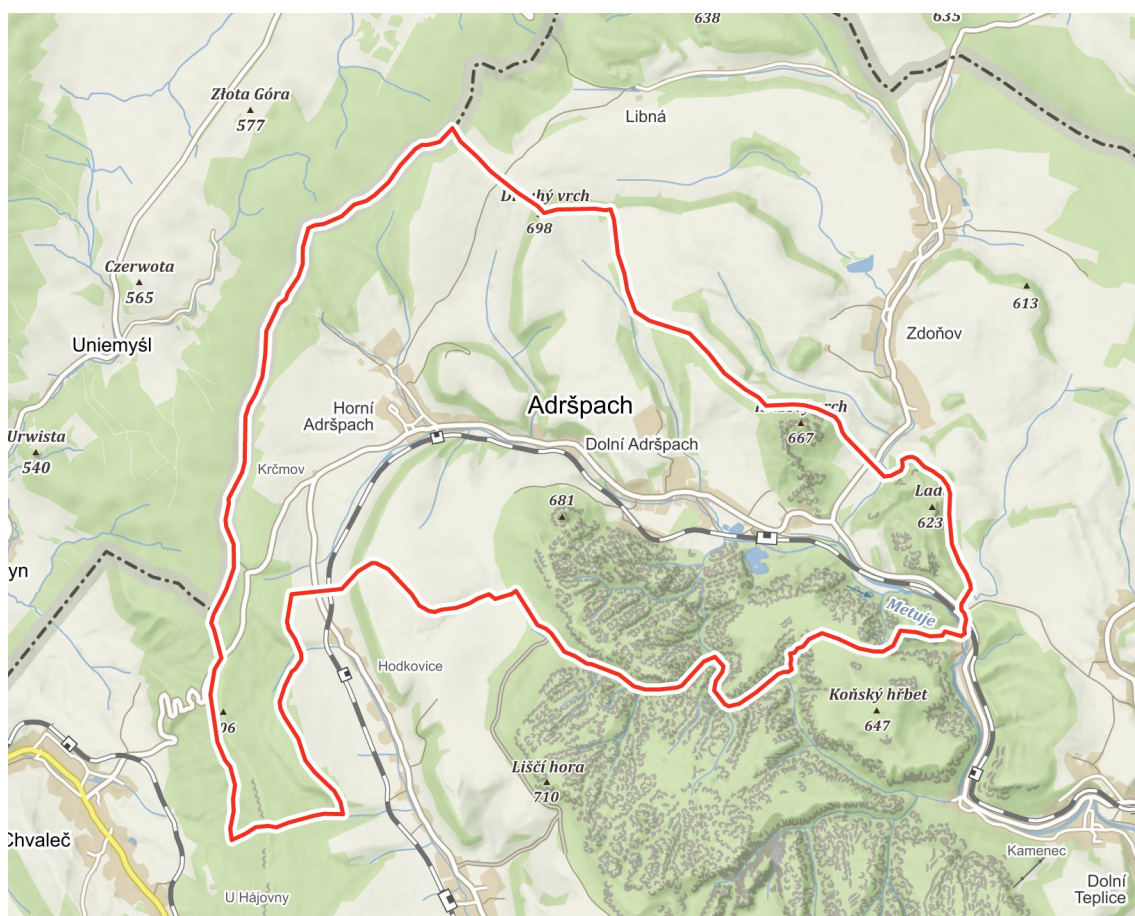 638
635
Złota Góra
577
Libná
698
Czerwota
565
613
Uniemyśl
Zdoňov
Horní
Adršpach
Adršpach
667
Dolní Adršpach
Urwista
540
Krčmov
681
623
yn
Metuje
Hodkovice
Koňský hřbet
647
Liščí hora
710
Chvaleč
Kamenec
U Hájovny
Dolní
Teplice